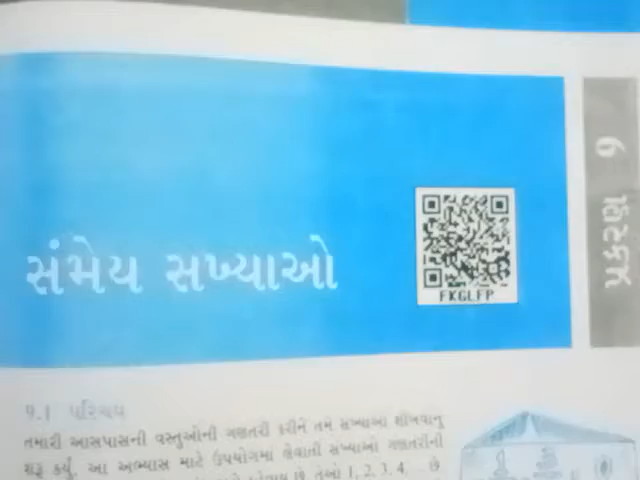 સંમેય સખ્યાઓ
FKGLFP
પ્રકરણ 9
9.1 પરિચય
તમારી આસપાસની વસ્તુઓની ગણતરી કરીને તમે સંખ્યાઓ શીખવાનું
શરૂ કર્યું. આ અભ્યાસ માટે ઉપયોગમાં લેવાતી સંખ્યાઓ ગણતરીની
છે. તેઓ 1, 2, 3, 4, ... છે